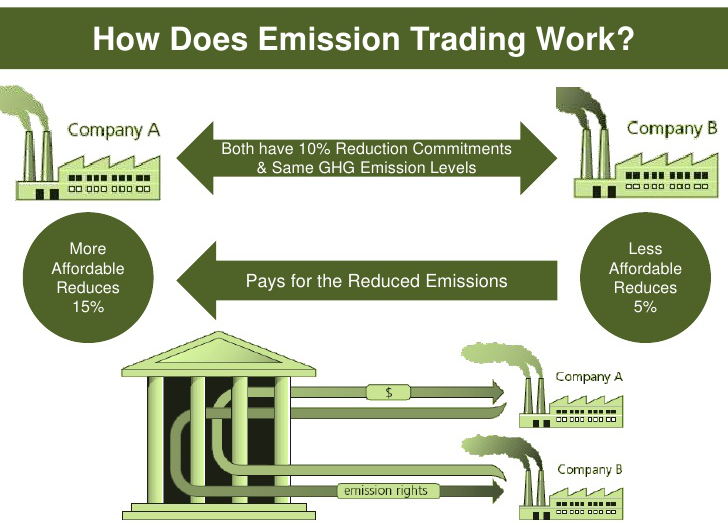 How Does Emission Trading Work?
Company A
Company B
Both have 10% Reduction Commitments
& Same GHG Emission Levels
More
Affordable
Reduces
15%
Pays for the Reduced Emissions
Less
Affordable
Reduces
5%
$
Company A
Company B
emission rights